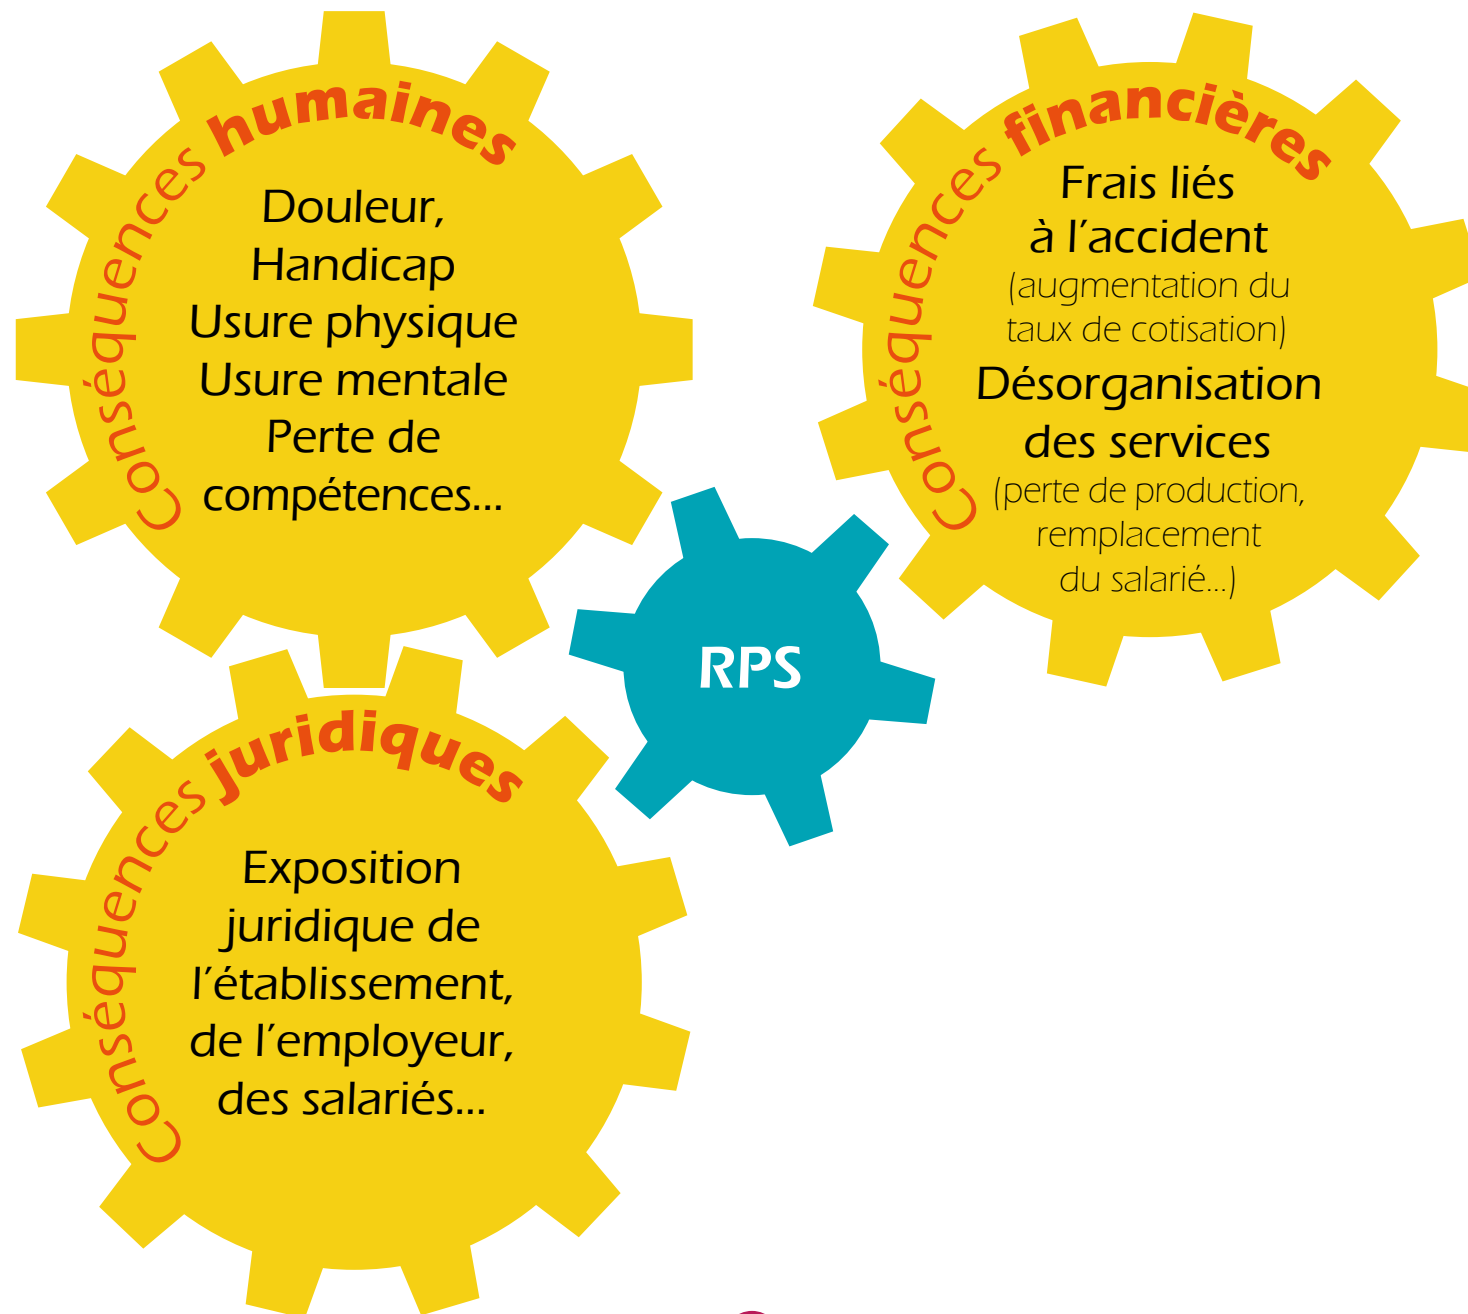 Conséquences humaines
Douleur,
Handicap
Usure physique
Usure mentale
Perte de
compétences...
Conséquences financières
Frais liés
à l'accident
(augmentation du
taux de cotisation)
Désorganisation
des services
(perte de production,
remplacement
du salarié...)
RPS
Conséquences juridiques
Exposition
juridique de
l'établissement,
de l'employeur,
des salariés...